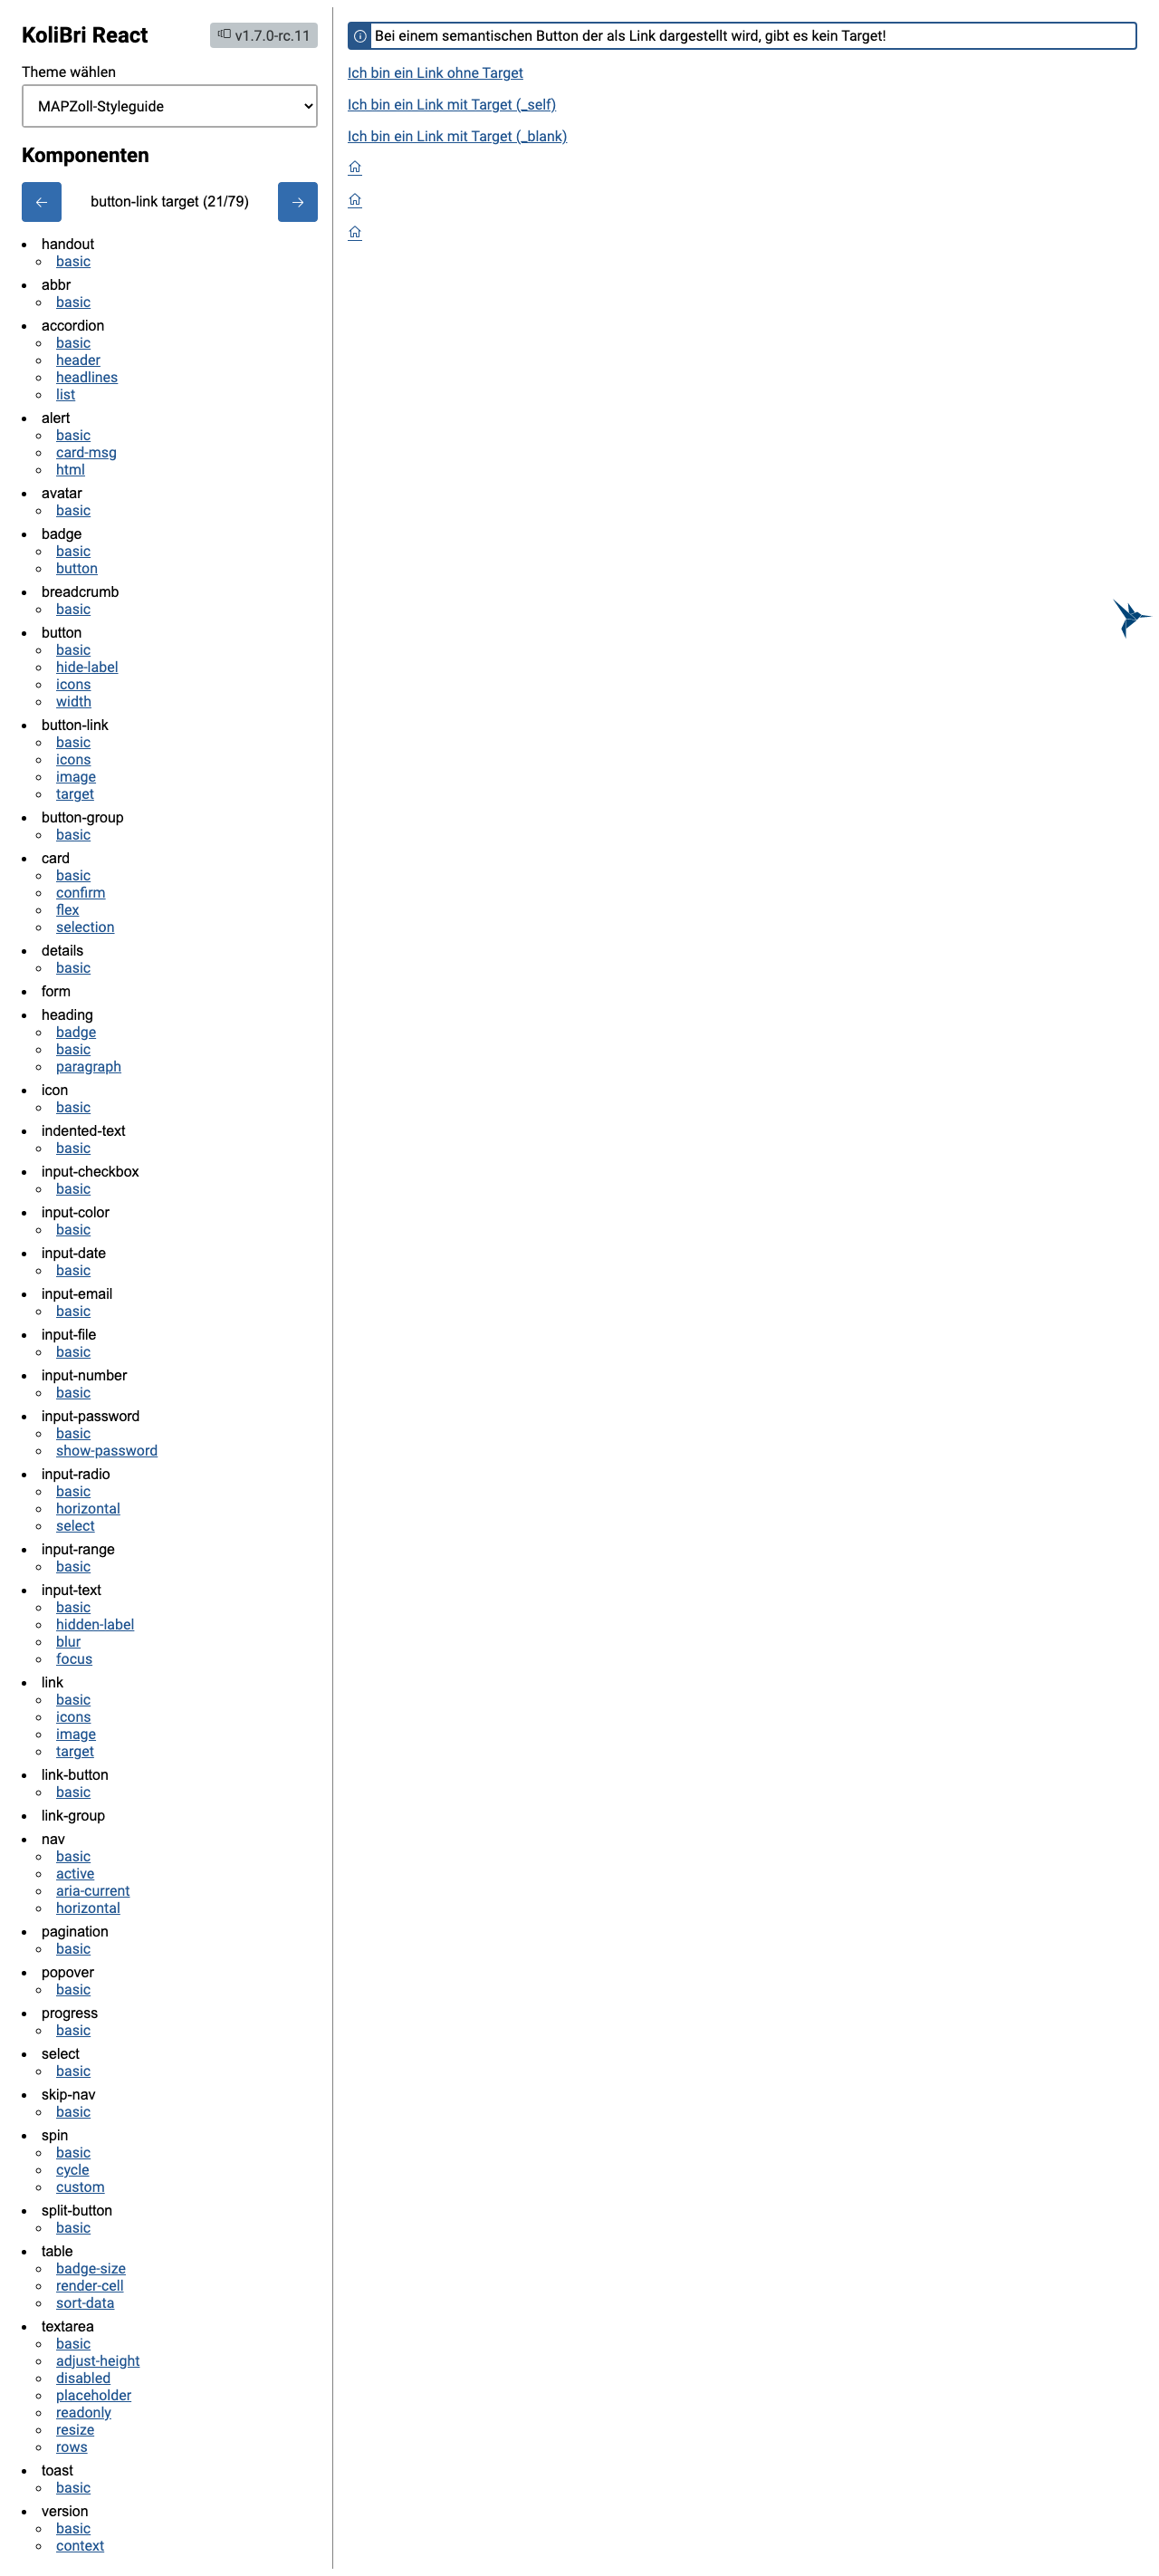 KoliBri React
v1.7.0-rc.11
Theme wählen
MAPZoll-Styleguide
Komponenten
button-link target (21/79)
handout
basic
abbr
basic
accordion
basic
header
headlines
list
alert
basic
card-msg
html
avatar
basic
badge
basic
button
breadcrumb
basic
button
basic
hide-label
icons
width
button-link
basic
icons
image
target
button-group
basic
card
basic
confirm
flex
selection
details
basic
form
heading
badge
basic
paragraph
icon
basic
indented-text
basic
input-checkbox
basic
input-color
basic
input-date
basic
input-email
basic
input-file
basic
input-number
basic
input-password
basic
show-password
input-radio
basic
horizontal
select
input-range
basic
input-text
basic
hidden-label
blur
focus
link
basic
icons
image
target
link-button
basic
link-group
nav
basic
active
aria-current
horizontal
pagination
basic
popover
basic
progress
basic
select
basic
skip-nav
basic
spin
basic
cycle
custom
split-button
basic
table
badge-size
render-cell
sort-data
textarea
basic
adjust-height
disabled
placeholder
readonly
resize
rows
toast
basic
version
basic
context
Bei einem semantischen Button der als Link dargestellt wird, gibt es kein Target!
Ich bin ein Link ohne Target
Ich bin ein Link mit Target (_self)
Ich bin ein Link mit Target (_blank)